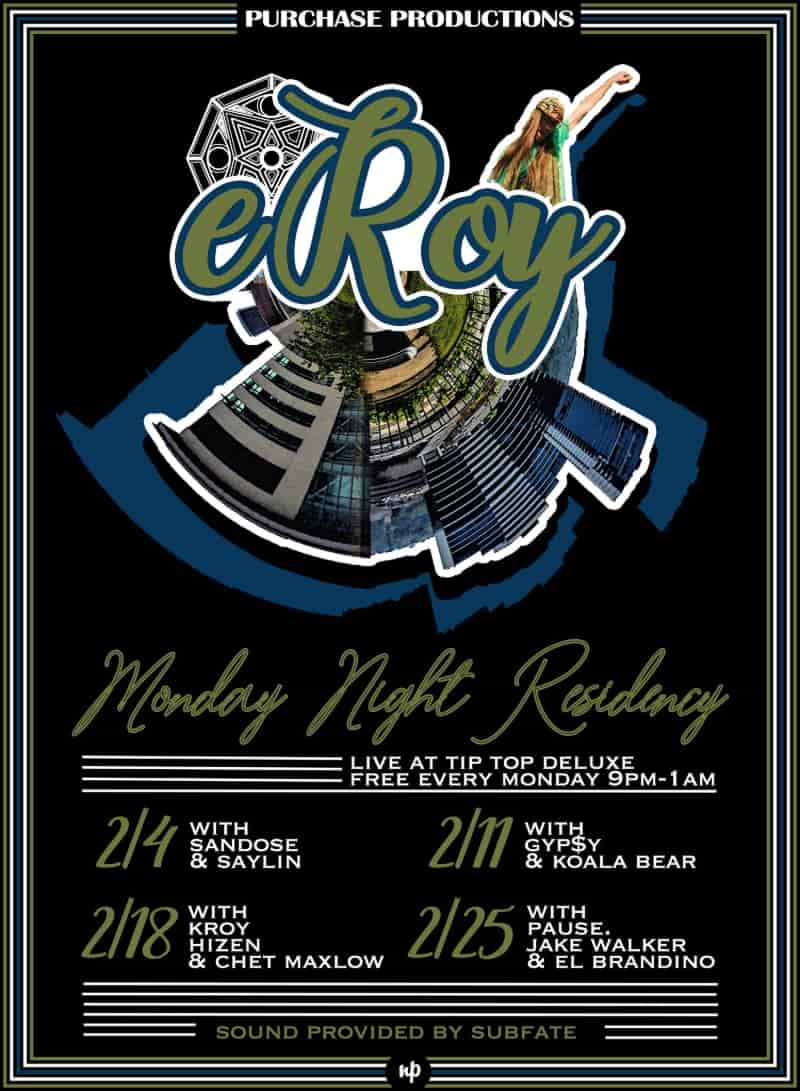 PURCHASE PRODUCTIONS
eRoy
Monday Night Residency
LIVE AT TIP TOP DELUXE
FREE EVERY MONDAY 9PM-1AM
2/4 WITH
SANDOSE
& SAYLIN
2/11 WITH
GYP$Y
& KOALA BEAR
2/18 WITH
KROY
HIZEN
& CHET MAXLOW
2/25 WITH
PAUSE.
JAKE WALKER
& EL BRANDINO
SOUND PROVIDED BY SUBFATE